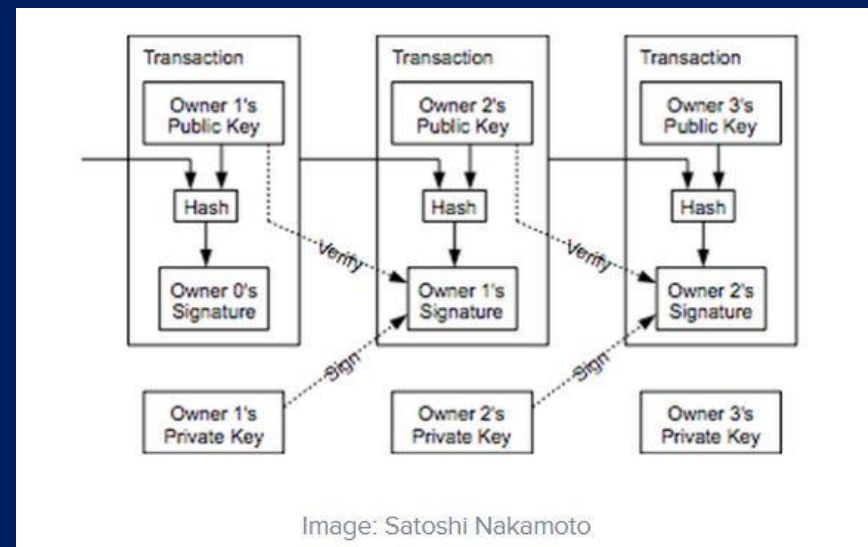 Transaction
Owner 1's
Public Key
Hash
Owner 0's
Signature
Transaction
Owner 2's
Public Key
Hash
Verify
Owner 1's
Signature
Transaction
Owner 3's
Public Key
Hash
Verify
Owner 2's
Signature
Sign
Sign
Owner 1's
Private Key
Owner 2's
Private Key
Owner 3's
Private Key
Image: Satoshi Nakamoto